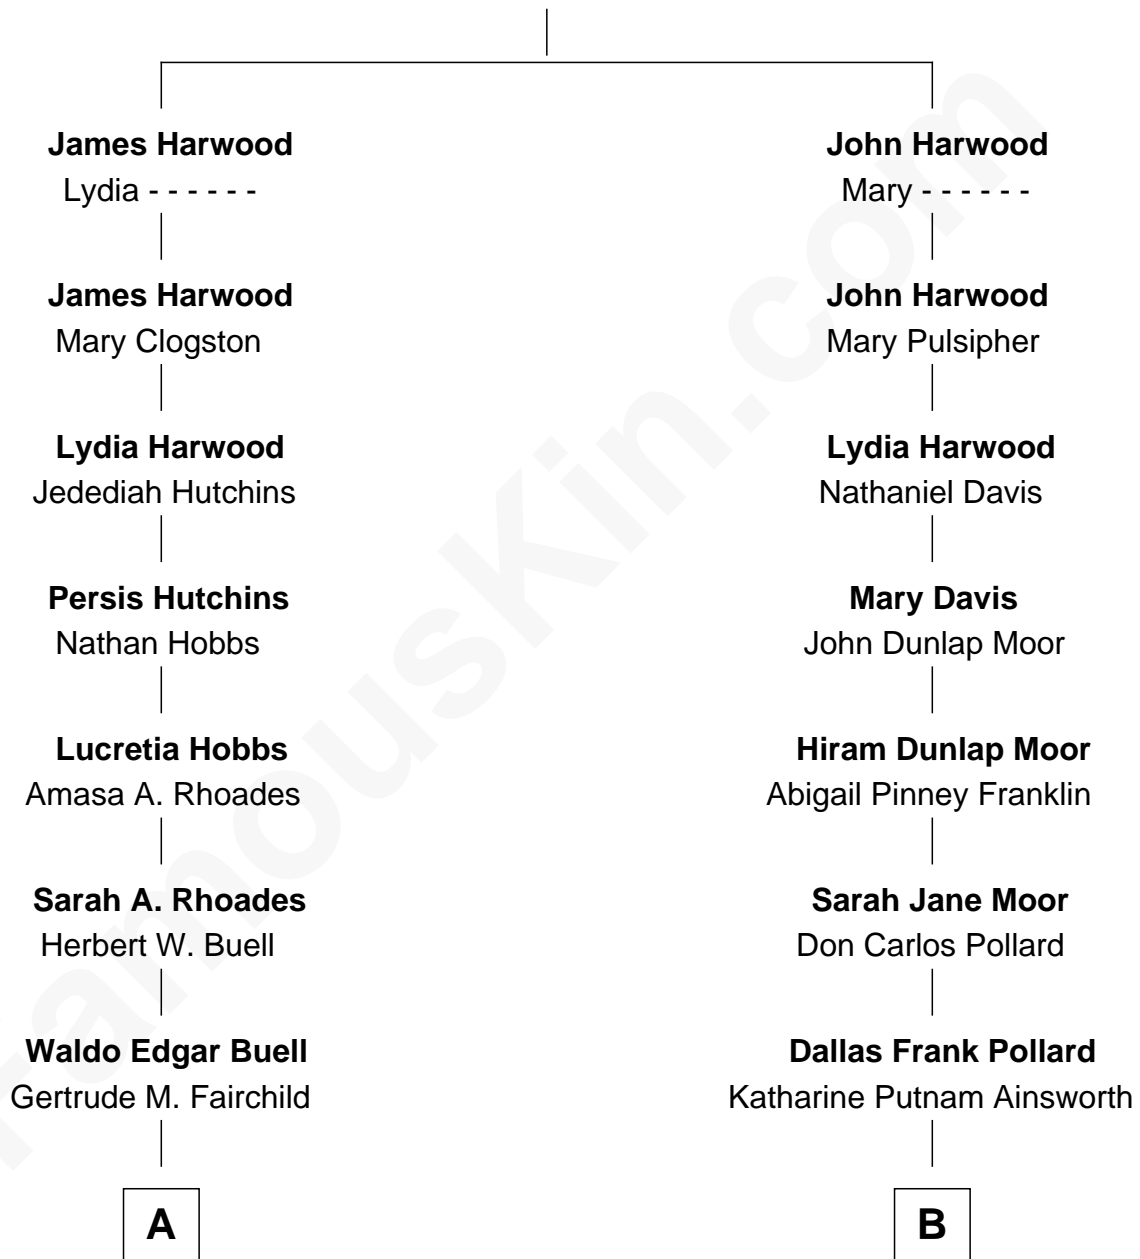 James Harwood
Lydia - - - - - -
James Harwood
Mary Clogston
Lydia Harwood
Jedediah Hutchins
Persis Hutchins
Nathan Hobbs
Lucretia Hobbs
Amasa A. Rhoades
Sarah A. Rhoades
Herbert W. Buell
Waldo Edgar Buell
Gertrude M. Fairchild
A
John Harwood
Mary - - - - - -
John Harwood
Mary Pulsipher
Lydia Harwood
Nathaniel Davis
Mary Davis
John Dunlap Moor
Hiram Dunlap Moor
Abigail Pinney Franklin
Sarah Jane Moor
Don Carlos Pollard
Dallas Frank Pollard
Katharine Putnam Ainsworth
B
FamousKin.com